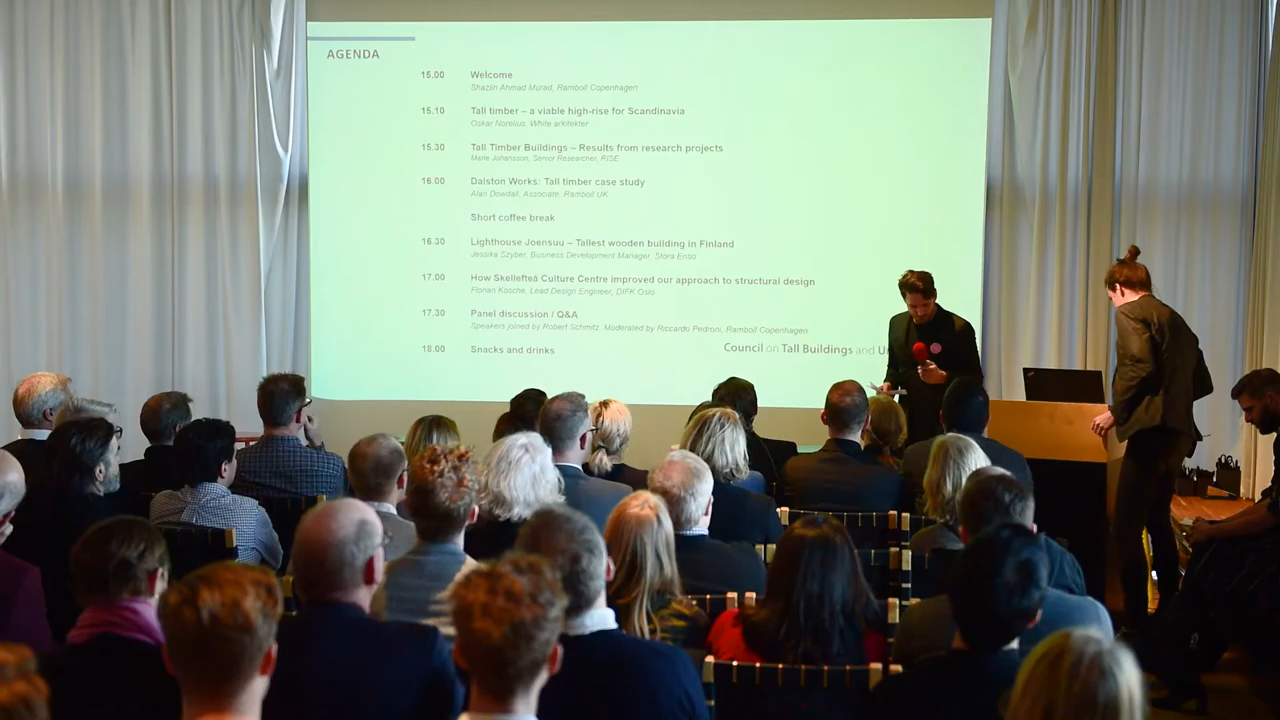 AGENDA
15.00 Welcome
Shazlin Ahmad Murad, Ramboll Copenhagen
15.10 Tall timber – a viable high-rise for Scandinavia
Oskar Norelius, White arkitekter
15.30 Tall Timber Buildings – Results from research projects
Marie Johansson, Senior Researcher, RISE
16.00 Dalston Works: Tall timber case study
Alan Dowdall, Associate, Ramboll UK
Short coffee break
16.30 Lighthouse Joensuu – Tallest wooden building in Finland
Jessika Szyber, Business Development Manager, Stora Enso
17.00 How Skellefteå Culture Centre improved our approach to structural design
Florian Kosche, Lead Design Engineer, DIFK Oslo
17.30 Panel discussion / Q&A
Speakers joined by Robert Schmitz. Moderated by Riccardo Pedroni, Ramboll Copenhagen
18.00 Snacks and drinks
Council on Tall Buildings and